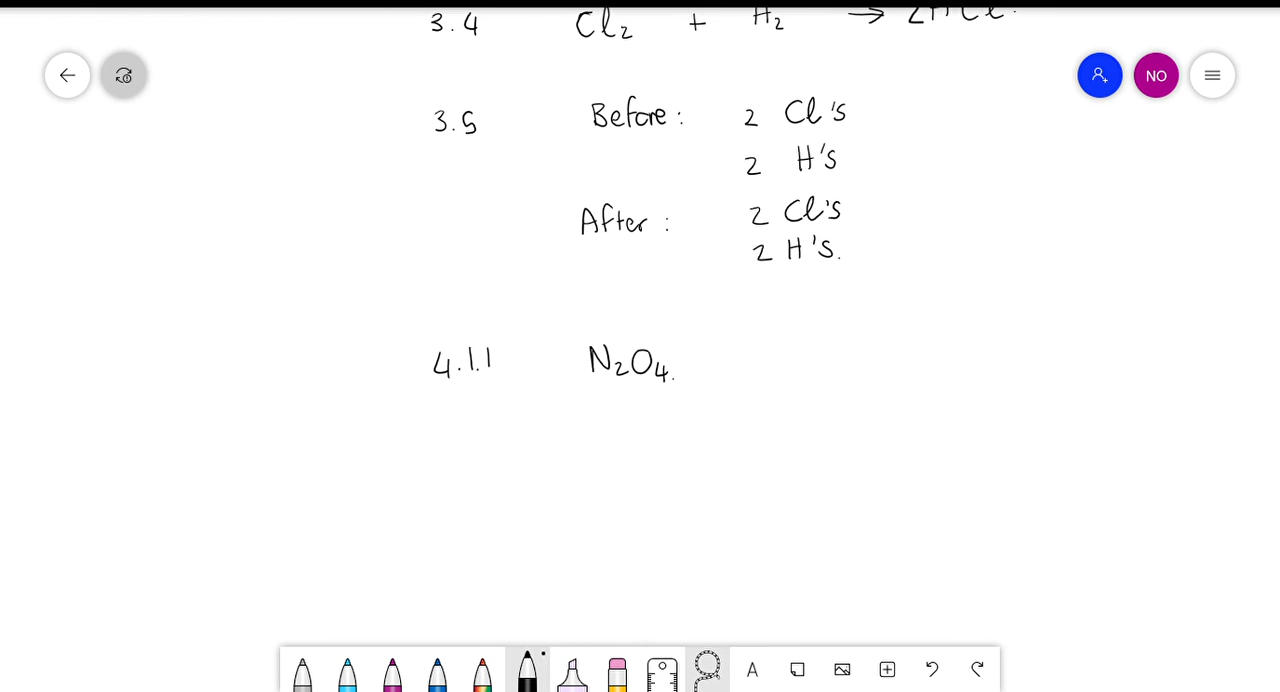 3.4 Cl₂ + H₂ → 2HCl.
NO
3.5 Before: 2 Cl's
2 H's
After: 2 Cl's
2 H's.
4.1.1 N₂O₄.
A